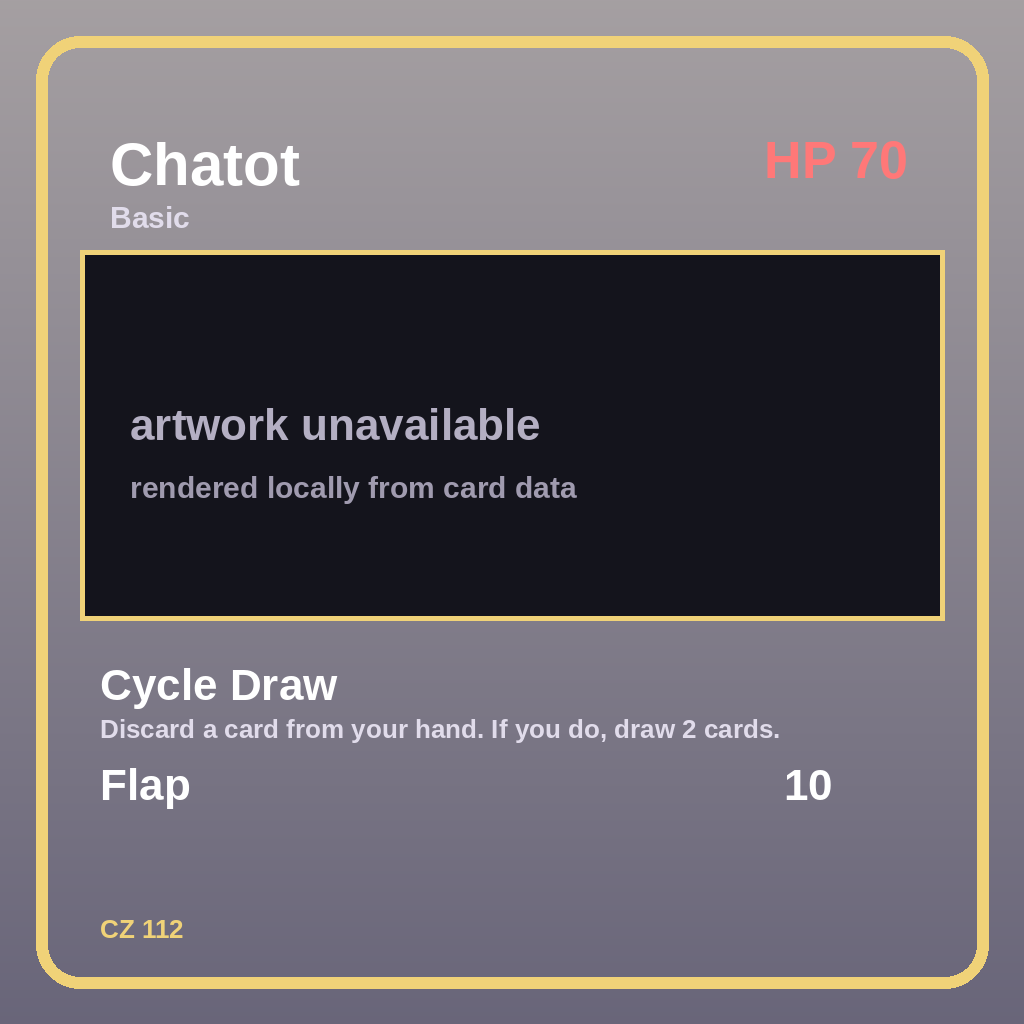 Chatot
HP 70
Basic
artwork unavailable
rendered locally from card data
Cycle Draw
Discard a card from your hand. If you do, draw 2 cards.
Flap 10
CZ 112